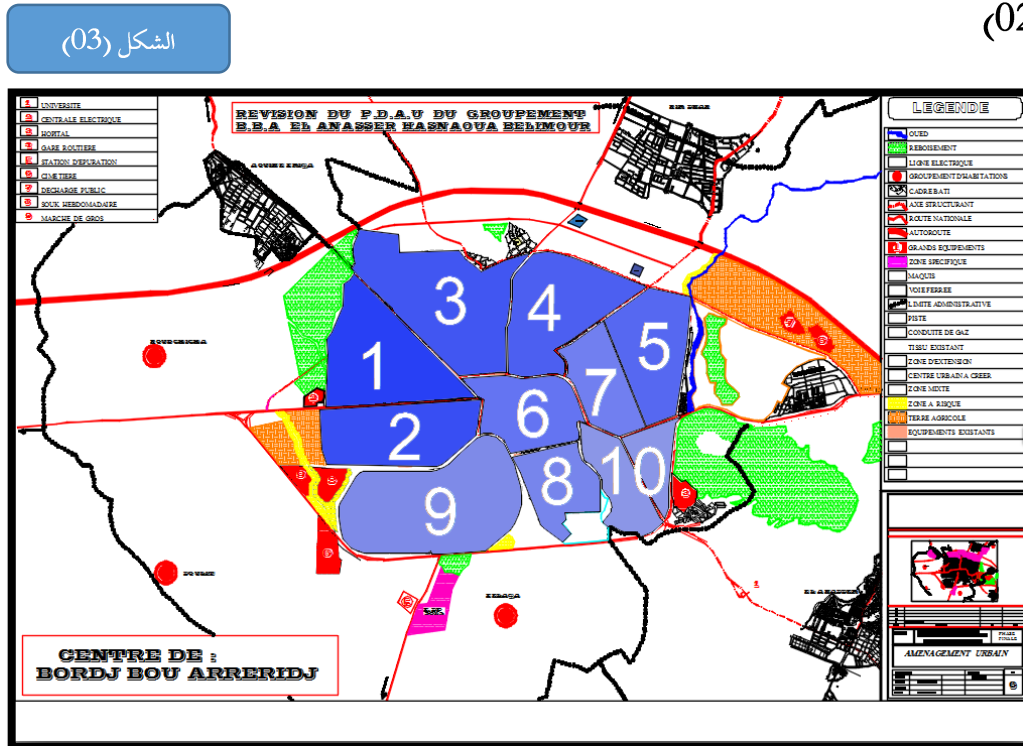 (02
الشكل (03)
UNIVERSITE
CENTRALE ELECTRIQUE
HOPITAL
GARE ROUTIERE
STATION D'EPURATION
CIMETIERE
DECHARGE PUBLIC
SOUK HEBDOMADAIRE
MARCHE DE GROS
REVISION DU P.D.A.U DU GROUPEMENT
B.B.A EL ANASSER HASNAOUA BELIMOUR
LEGENDE
OUED
REBOISEMENT
LIGNE ELECTRIQUE
GROUPEMENT D'HABITATIONS
CADRE BATI
AXE STRUCTURANT
ROUTE NATIONALE
AUTOROUTE
GRANDS EQUIPEMENTS
ZONE SPECIFIQUE
MAQUIS
VOIE FERREE
LIMITE ADMINISTRATIVE
PISTE
CONDUITE DE GAZ
TISSU EXISTANT
ZONE D'EXTENSION
CENTRE URBAIN A CREER
ZONE MIXTE
ZONE A RISQUE
TERRE AGRICOLE
EQUIPEMENTS EXISTANTS
3
4
5
1
7
6
2
8
10
9
CENTRE DE :
BORDJ BOU ARRERIDJ
PHASE
FINALE
AMENAGEMENT URBAIN